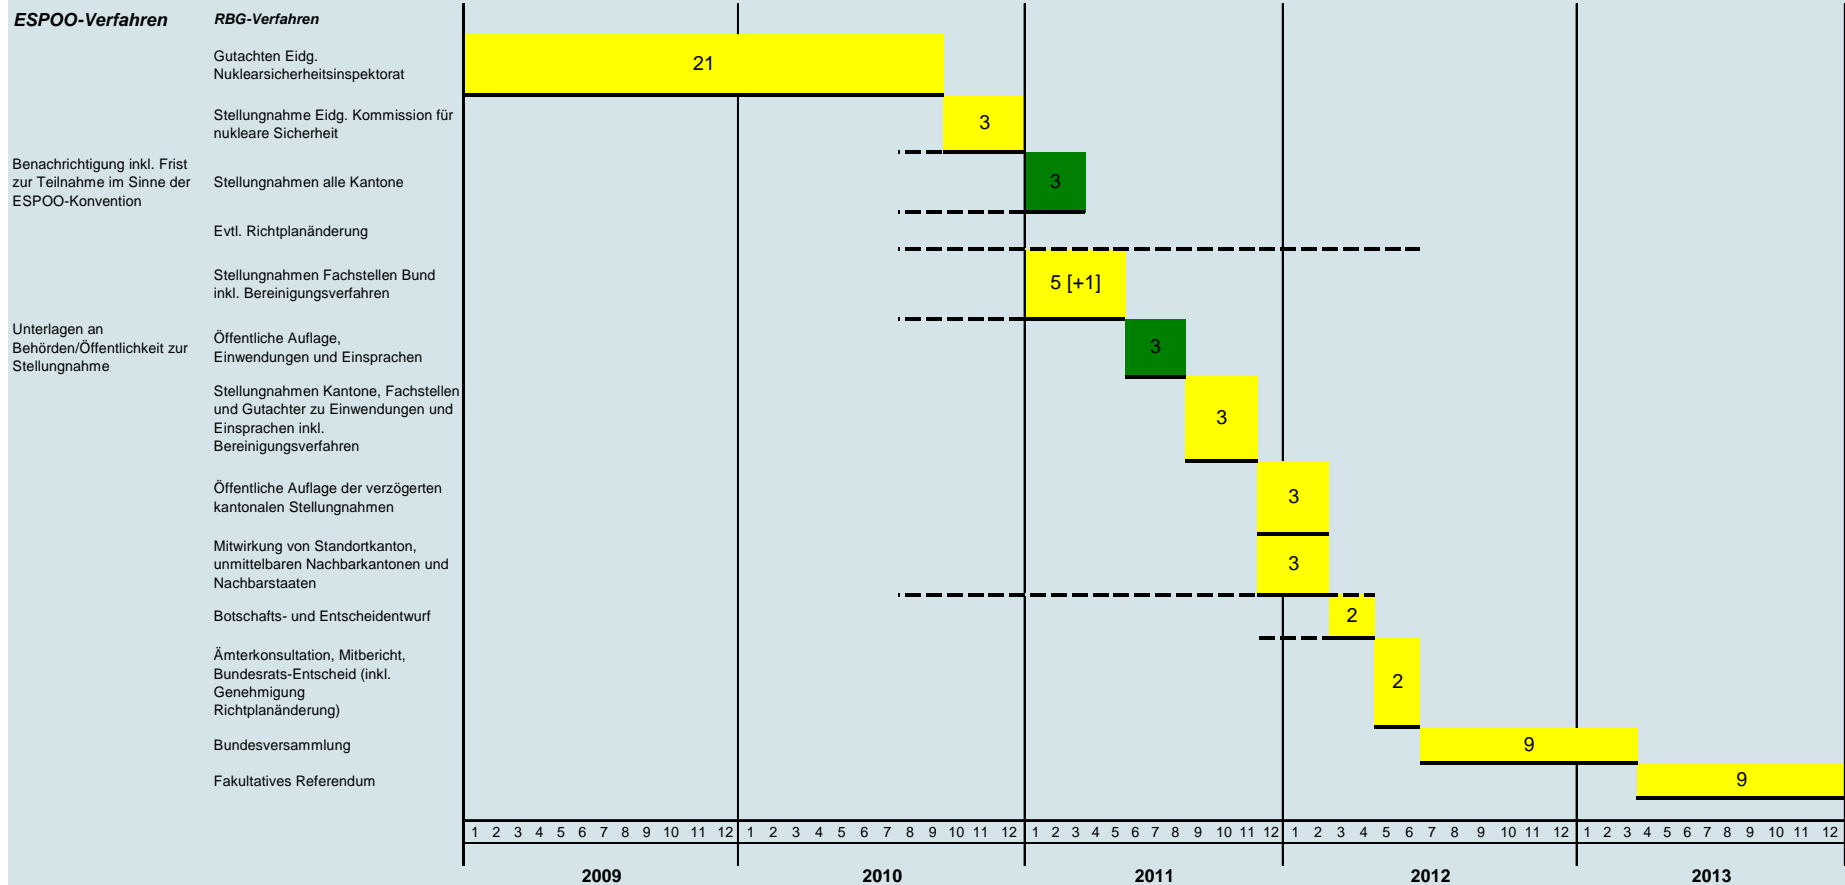 ESPOO-Verfahren
RBG-Verfahren
Gutachten Eidg.
Nuklearsicherheitsinspektorat
21
Stellungnahme Eidg. Kommission für
nukleare Sicherheit
3
Benachrichtigung inkl. Frist
zur Teilnahme im Sinne der
ESPOO-Konvention
Stellungnahmen alle Kantone
3
Evtl. Richtplanänderung
Stellungnahmen Fachstellen Bund
inkl. Bereinigungsverfahren
5 [+1]
Unterlagen an
Behörden/Öffentlichkeit zur
Stellungnahme
Öffentliche Auflage,
Einwendungen und Einsprachen
3
Stellungnahmen Kantone, Fachstellen
und Gutachter zu Einwendungen und
Einsprachen inkl.
Bereinigungsverfahren
3
Öffentliche Auflage der verzögerten
kantonalen Stellungnahmen
3
Mitwirkung von Standortkanton,
unmittelbaren Nachbarkantonen und
Nachbarstaaten
3
Botschafts- und Entscheidentwurf
2
Ämterkonsultation, Mitbericht,
Bundesrats-Entscheid (inkl.
Genehmigung
Richtplanänderung)
2
Bundesversammlung
9
Fakultatives Referendum
9
1 2 3 4 5 6 7 8 9 10 11 12 1 2 3 4 5 6 7 8 9 10 11 12 1 2 3 4 5 6 7 8 9 10 11 12 1 2 3 4 5 6 7 8 9 10 11 12 1 2 3 4 5 6 7 8 9 10 11 12
2009 2010 2011 2012 2013